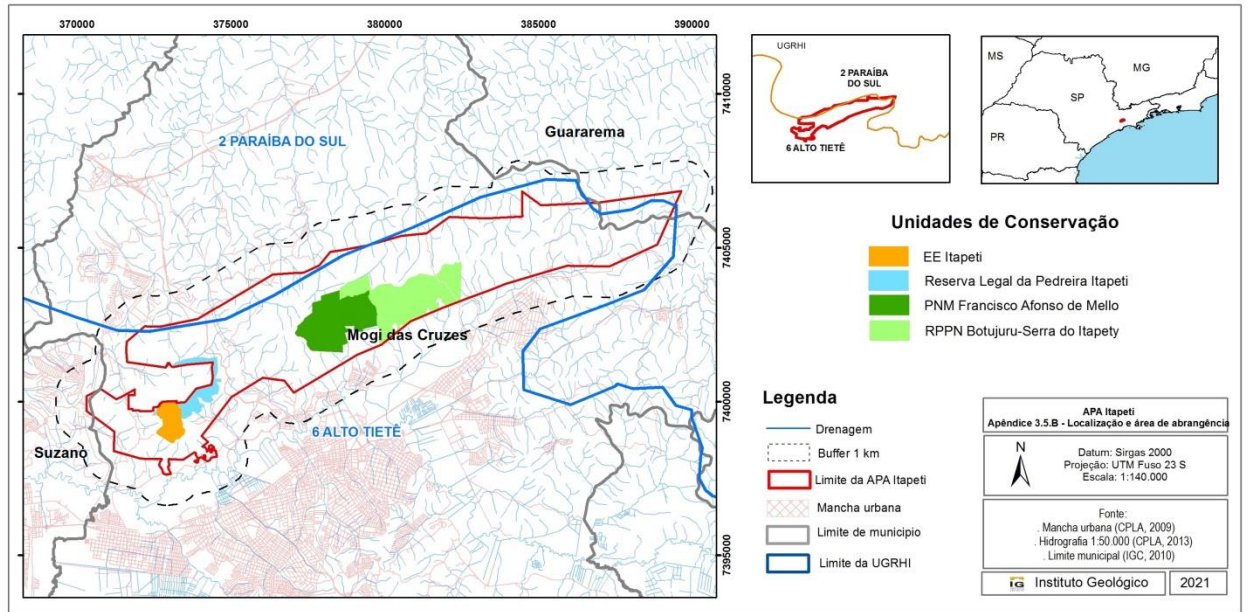 370000
375000
380000
385000
390000
7410000
7405000
7400000
7395000
2 PARAÍBA DO SUL
Guararema
Mogi das Cruzes
Suzano
6 ALTO TIETÊ
UGRHI
2 PARAÍBA
DO SUL
6 ALTO TIETÊ
MS
MG
SP
PR
Unidades de Conservação
EE Itapeti
Reserva Legal da Pedreira Itapeti
PNM Francisco Afonso de Mello
RPPN Botujuru-Serra do Itapety
Legenda
Drenagem
Buffer 1 km
Limite da APA Itapeti
Mancha urbana
Limite de municipio
Limite da UGRHI
APA Itapeti
Apêndice 3.5.B - Localização e área de abrangência
N
Datum: Sirgas 2000
Projeção: UTM Fuso 23 S
Escala: 1:140.000
Fonte:
. Mancha urbana (CPLA, 2009)
. Hidrografia 1:50.000 (CPLA, 2013)
. Limite municipal (IGC, 2010)
IG Instituto Geológico
2021